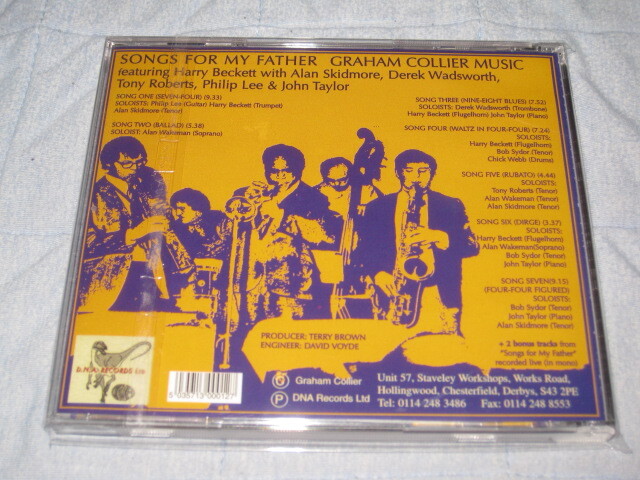 SONGS FOR MY FATHER GRAHAM COLLIER MUSIC
featuring Harry Beckett with Alan Skidmore, Derek Wadsworth,
Tony Roberts, Philip Lee & John Taylor
SONG ONE (SEVEN-FOUR) (9.33)
SOLOISTS: Philip Lee (Guitar) Harry Beckett (Trumpet)
Alan Skidmore (Tenor)
SONG TWO (BALLAD) (5.38)
SOLOIST: Alan Wakeman (Soprano)
SONG THREE (NINE-EIGHT BLUES) (7.52)
SOLOISTS: Derek Wadsworth (Trombone)
Harry Beckett (Flugelhorn) John Taylor (Piano)
SONG FOUR (WALTZ IN FOUR-FOUR) (7.24)
SOLOISTS:
Harry Beckett (Flugelhorn)
Bob Sydor (Tenor)
Chick Webb (Drums)
SONG FIVE (RUBATO) (4.44)
SOLOISTS:
Tony Roberts (Tenor)
Alan Wakeman (Tenor)
Alan Skidmore (Tenor)
SONG SIX (DIRGE) (5.37)
SOLOISTS:
Harry Beckett (Flugelhorn)
Alan Wakeman(Soprano)
Bob Sydor (Tenor)
John Taylor (Piano)
SONG SEVEN(9.15)
(FOUR-FOUR FIGURED)
SOLOISTS:
Bob Sydor (Tenor)
John Taylor (Piano)
Alan Skidmore (Tenor)
+ 2 bonus tracks from
"Songs for My Father"
recorded live (in mono)
PRODUCER: TERRY BROWN
ENGINEER: DAVID VOYDE
D.N.A RECORDS Ltd
5 035713 000127
© Graham Collier
℗ DNA Records Ltd
Unit 57, Staveley Workshops, Works Road,
Hollingwood, Chesterfield, Derbys, S43 2PE
Tel: 0114 248 3486 Fax: 0114 248 8553